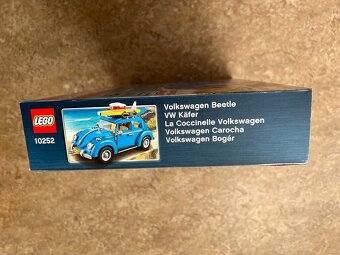 LEGO
10252
Volkswagen Beetle
VW Käfer
La Coccinelle Volkswagen
Volkswagen Carocha
Volkswagen Bogár